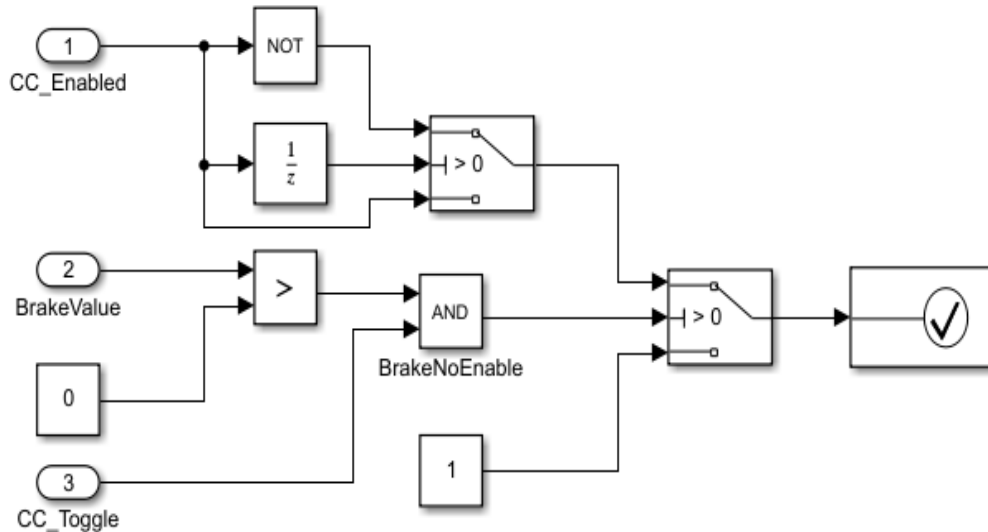 1
CC_Enabled
NOT
1
z
> 0
2
BrakeValue
>
AND
BrakeNoEnable
> 0
0
1
3
CC_Toggle